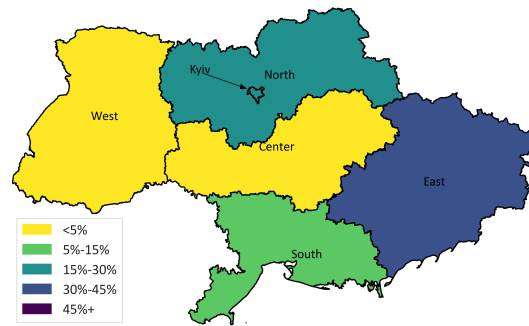 Kyiv
North
West
Center
East
South
<5%
5%-15%
15%-30%
30%-45%
45%+